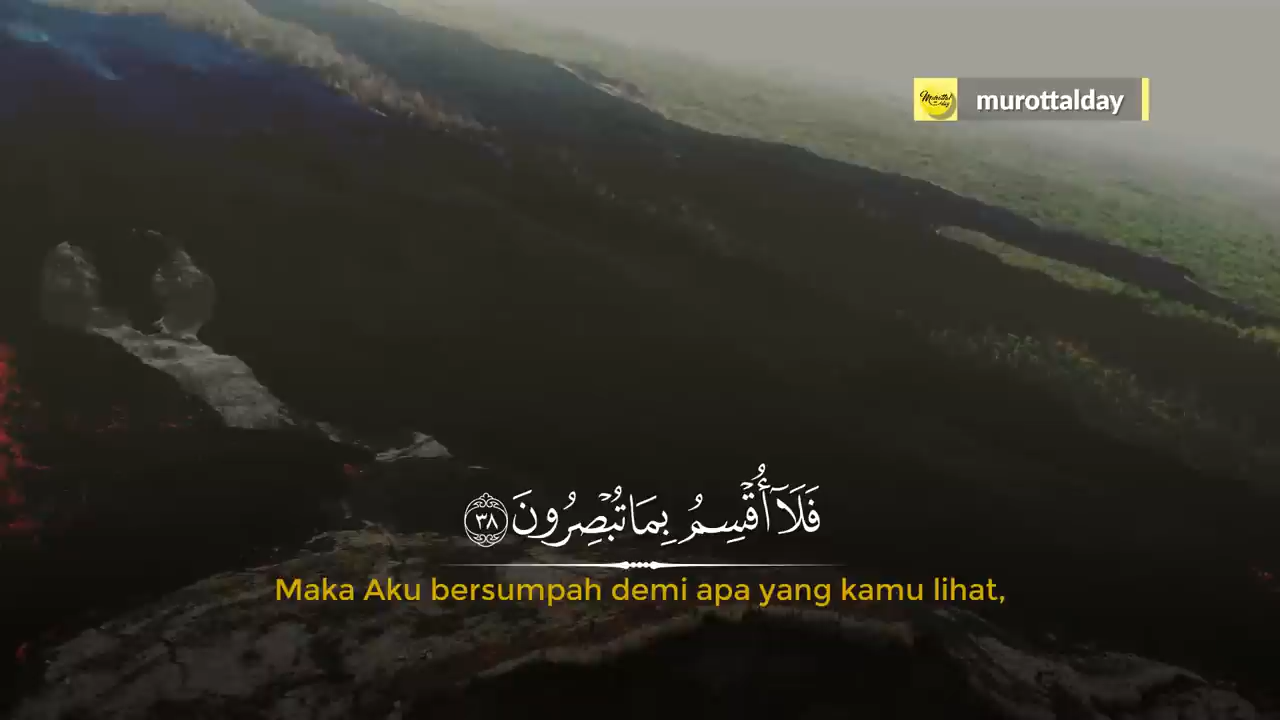 murottalday
فَلَآ أُقْسِمُ بِمَا تُبْصِرُونَ ٣٨
Maka Aku bersumpah demi apa yang kamu lihat,